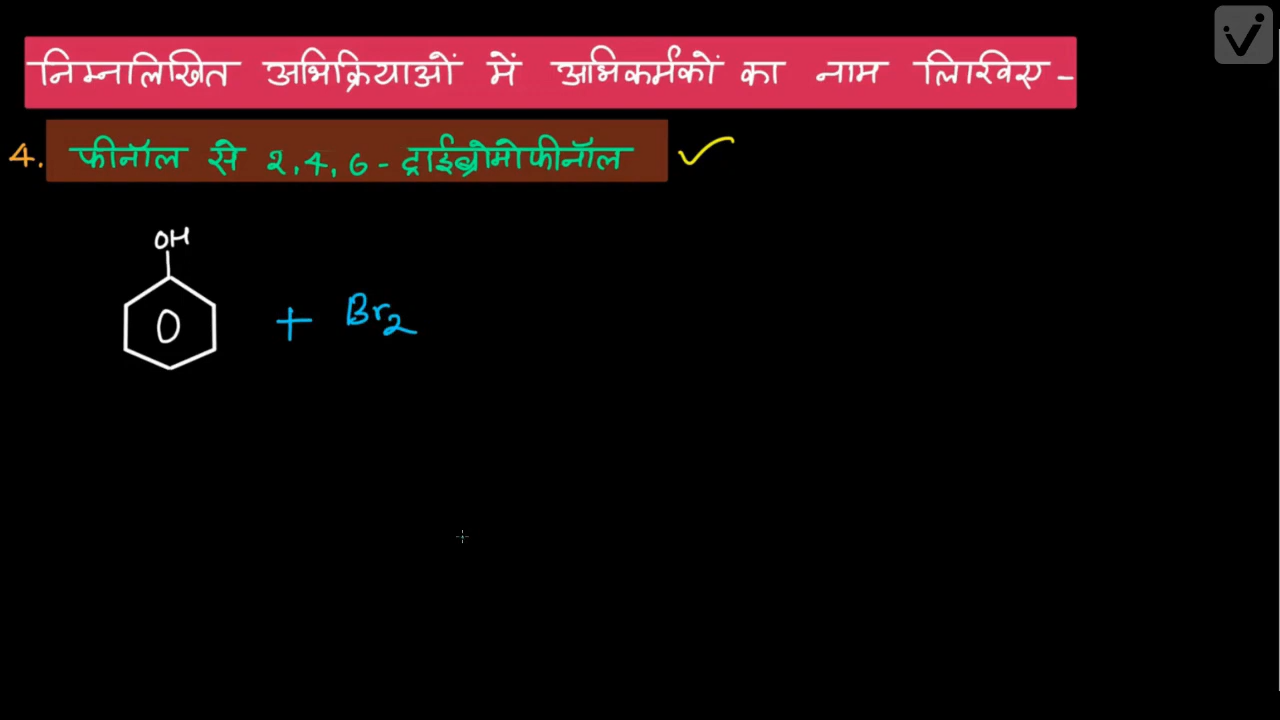 निम्नलिखित अभिक्रियाओं में अभिकर्मकों का नाम लिखिए -
4. फीनॉल से 2,4,6 - ट्राईब्रोमोफीनॉल
OH
+ Br2